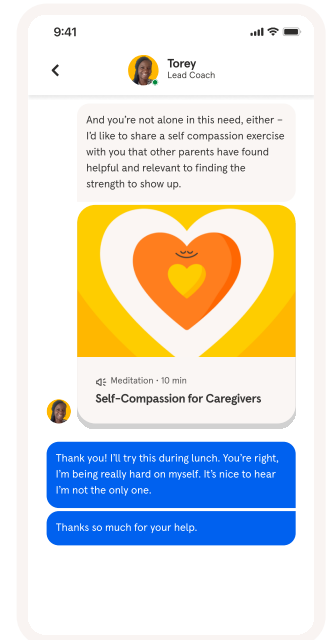 9:41
Torey
Lead Coach
And you're not alone in this need, either –
I'd like to share a self compassion exercise
with you that other parents have found
helpful and relevant to finding the
strength to show up.
Meditation • 10 min
Self-Compassion for Caregivers
Thank you! I'll try this during lunch. You're right,
I'm being really hard on myself. It's nice to hear
I'm not the only one.
Thanks so much for your help.